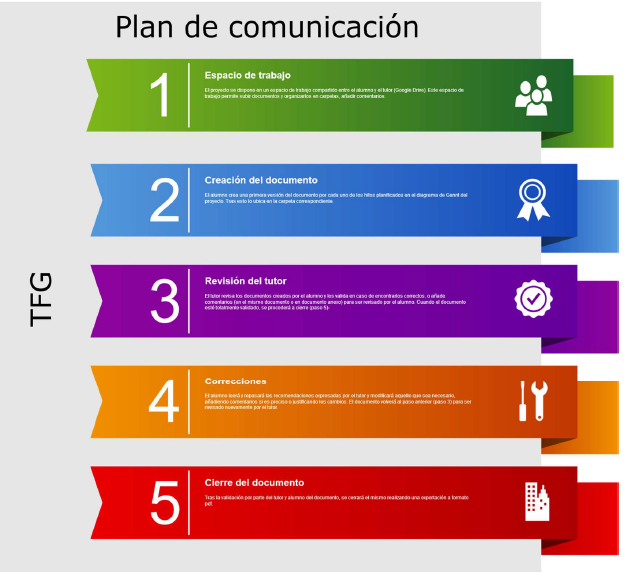 Plan de comunicación
TFG
1
Espacio de trabajo
El proyecto se dispone en un espacio de trabajo compartido entre el alumno y el tutor (Google Drive). Este espacio de
trabajo permite subir documentos y organizarlos en carpetas, añadir comentarios.
2
Creación del documento
El alumno crea una primera versión del documento por cada uno de los hitos planificados en el diagrama de Gannt del
proyecto. Tras esto lo ubica en la carpeta correspondiente.
3
Revisión del tutor
El tutor revisa los documentos creados por el alumno y los valida en caso de encontrarlos correctos, o añade
comentarios (en el mismo documento o en documento anexo) para ser revisado por el alumno. Cuando el documento
esté totalmente validado, se procederá a cierre (paso 5).
4
Correcciones
El alumno leerá y repasará las recomendaciones expresadas por el tutor y modificará aquello que sea necesario,
añadiendo comentarios si es preciso o justificando los cambios. El documento volverá al paso anterior (paso 3) para ser
revisado nuevamente por el tutor.
5
Cierre del documento
Tras la validación por parte del tutor y alumno del documento, se cerrará el mismo realizando una exportación a formato
pdf.